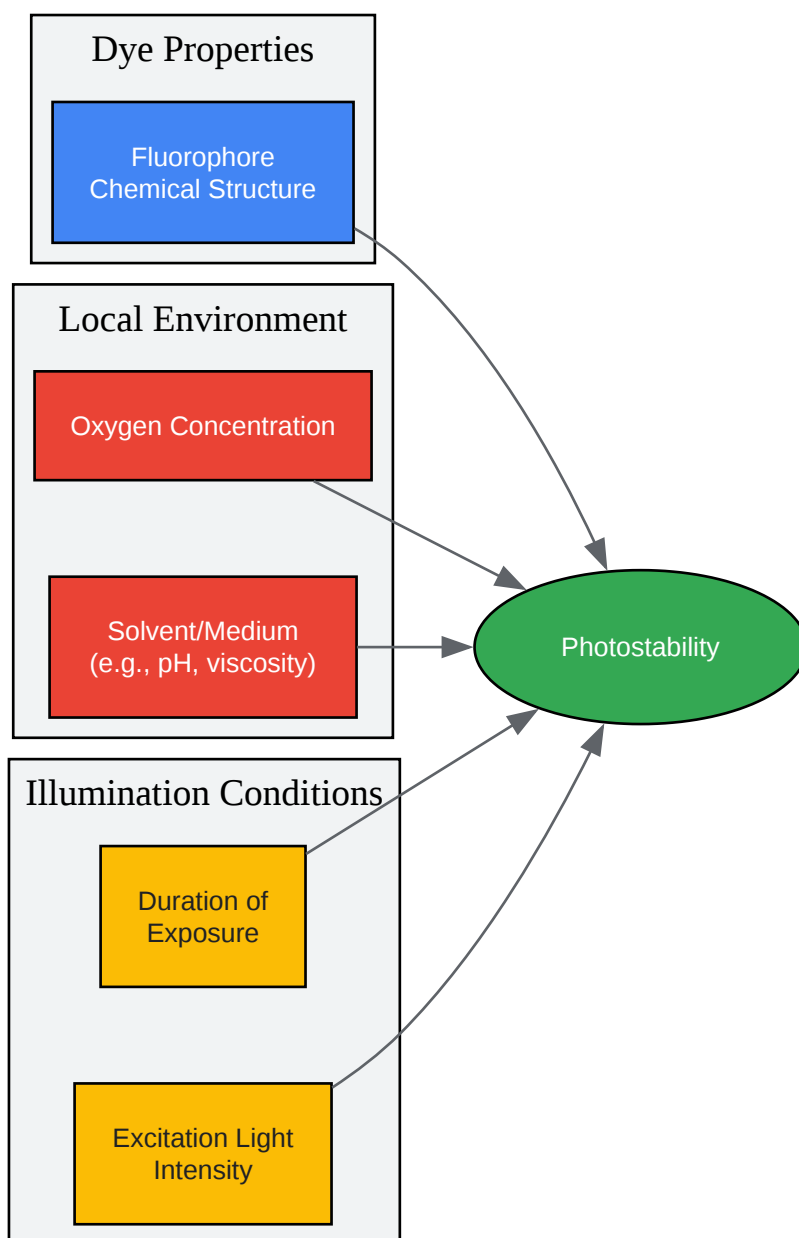 Dye Properties
Fluorophore
Chemical Structure
Local Environment
Oxygen Concentration
Solvent/Medium
(e.g., pH, viscosity)
Photostability
Illumination Conditions
Duration of
Exposure
Excitation Light
Intensity